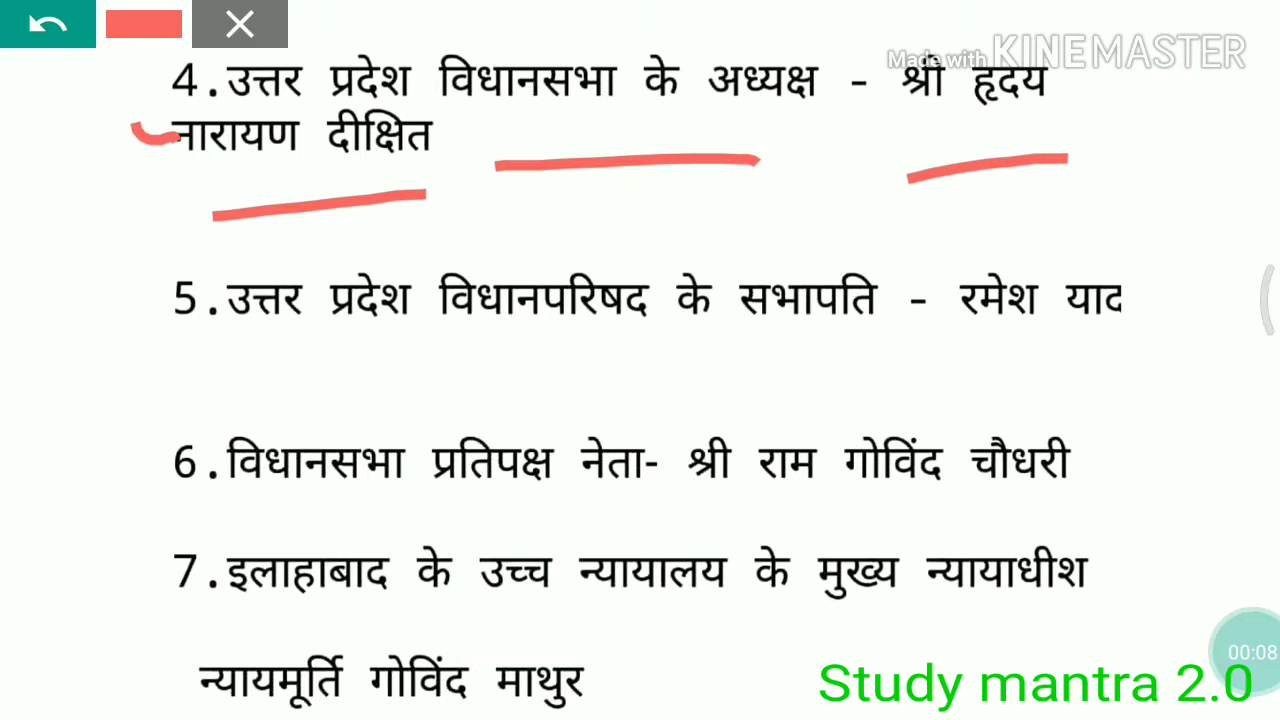 Made with KINEMASTER
4.उत्तर प्रदेश विधानसभा के अध्यक्ष - श्री हृदय
नारायण दीक्षित
5.उत्तर प्रदेश विधानपरिषद के सभापति - रमेश याद
6.विधानसभा प्रतिपक्ष नेता- श्री राम गोविंद चौधरी
7.इलाहाबाद के उच्च न्यायालय के मुख्य न्यायाधीश
न्यायमूर्ति गोविंद माथुर
00:08
Study mantra 2.0